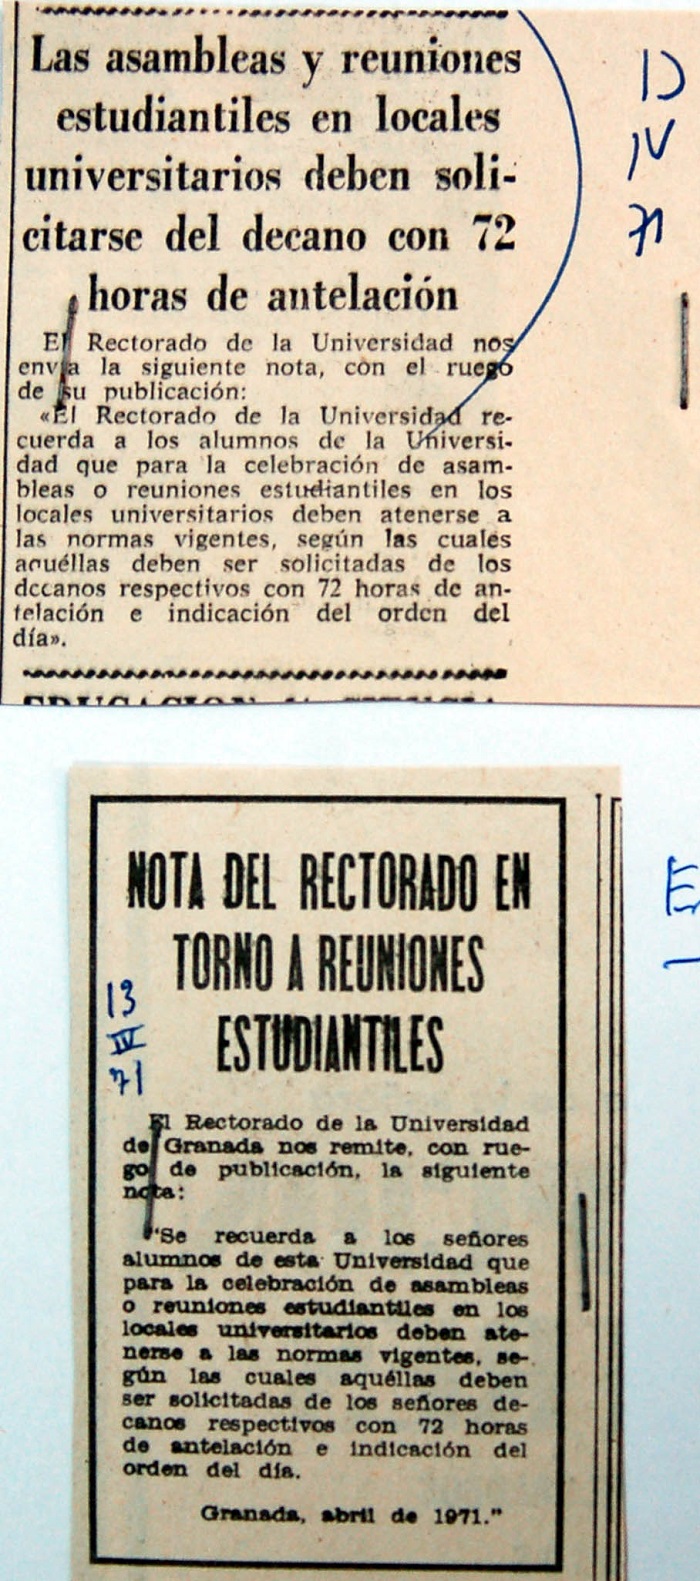 Las asambleas y reuniones
estudiantiles en locales
universitarios deben soli-
citarse del decano con 72
horas de antelación
El Rectorado de la Universidad nos
envía la siguiente nota, con el ruego
de su publicación:
«El Rectorado de la Universidad re-
cuerda a los alumnos de la Universi-
dad que para la celebración de asam-
bleas o reuniones estudiantiles en los
locales universitarios deben atenerse a
las normas vigentes, según las cuales
aquéllas deben ser solicitadas de los
decanos respectivos con 72 horas de an-
telación e indicación del orden del
día».
IV
71
NOTA DEL RECTORADO EN
TORNO A REUNIONES
ESTUDIANTILES
13
IV
71
El Rectorado de la Universidad
de Granada nos remite, con rue-
go de publicación, la siguiente
nota:
"Se recuerda a los señores
alumnos de esta Universidad que
para la celebración de asambleas
o reuniones estudiantiles en los
locales universitarios deben ate-
nerse a las normas vigentes, se-
gún las cuales aquéllas deben
ser solicitadas de los señores de-
canos respectivos con 72 horas
de antelación e indicación del
orden del día.
Granada, abril de 1971."
E